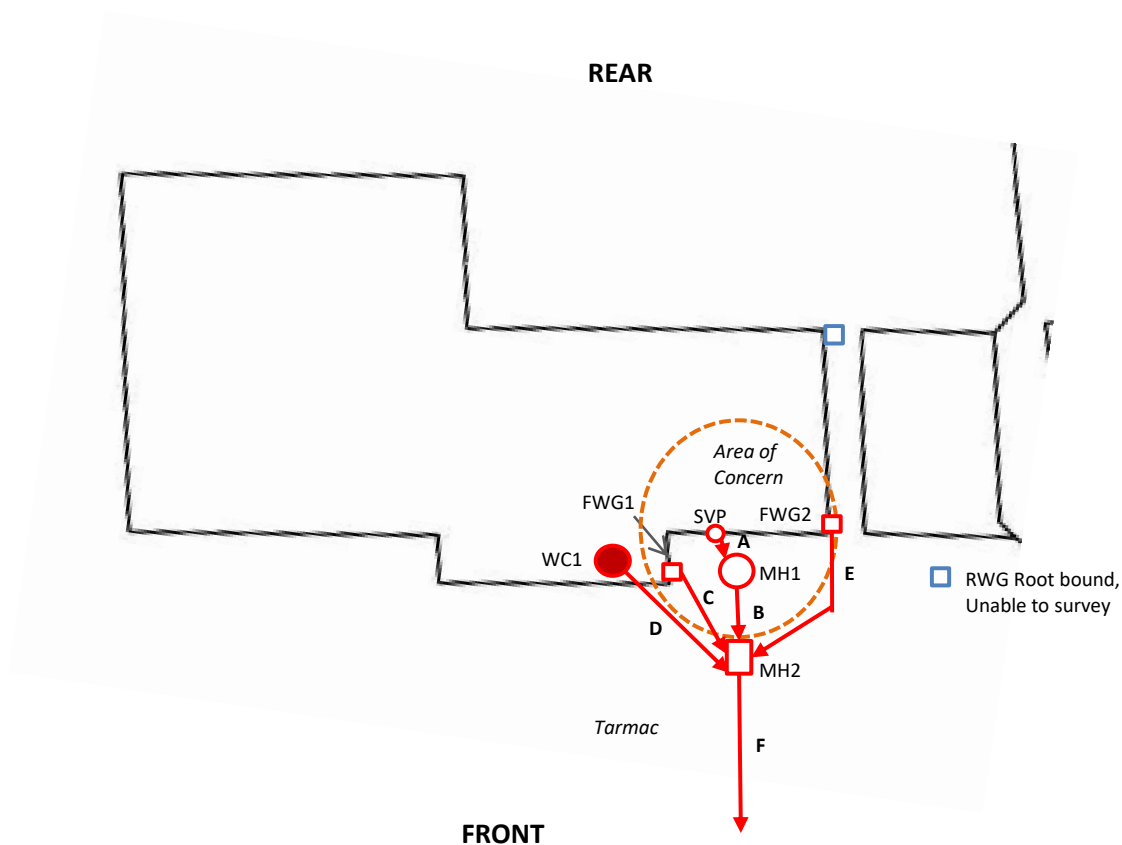 REAR
Area of
Concern
FWG1
SVP
FWG2
A
WC1
MH1
E
RWG Root bound,
Unable to survey
C
B
D
MH2
Tarmac
F
FRONT